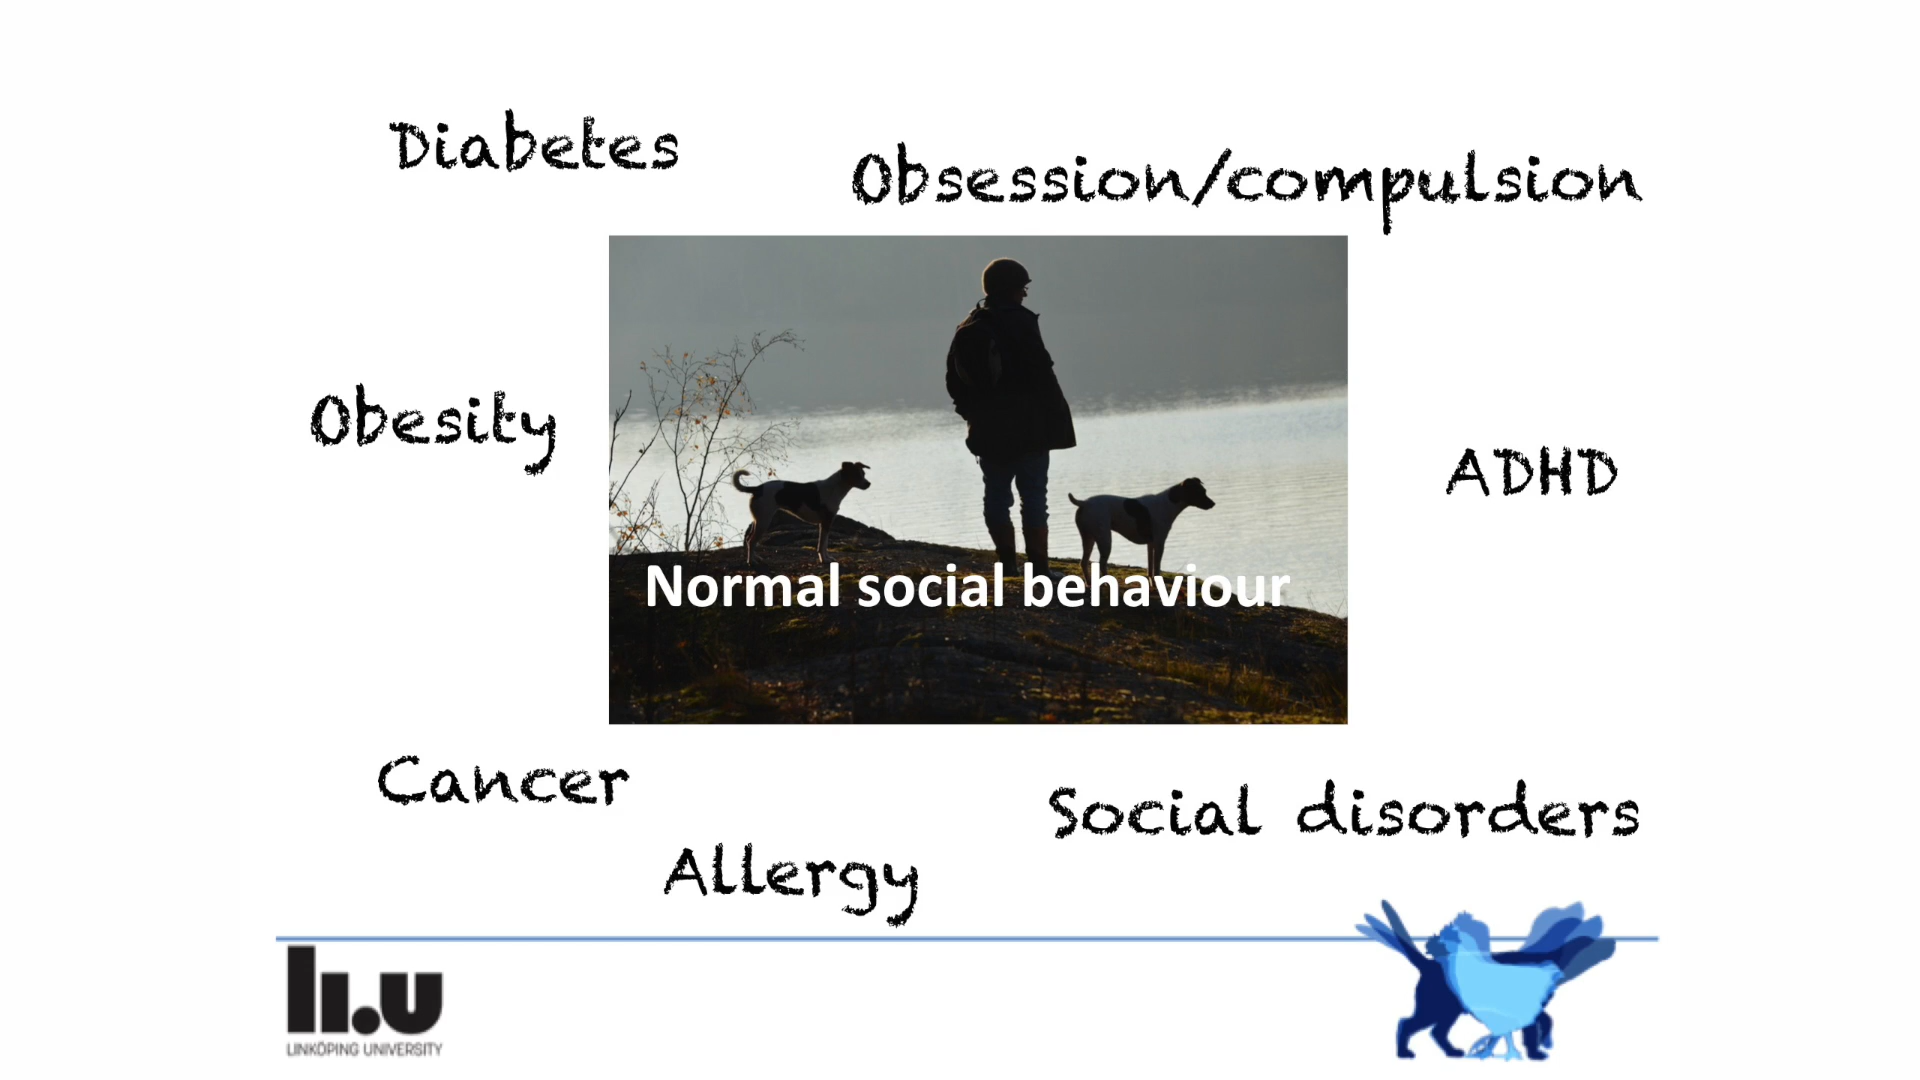 Diabetes
Obsession/compulsion
Obesity
ADHD
Normal social behaviour
Cancer
Social disorders
Allergy
li.u
LINKÖPING UNIVERSITY